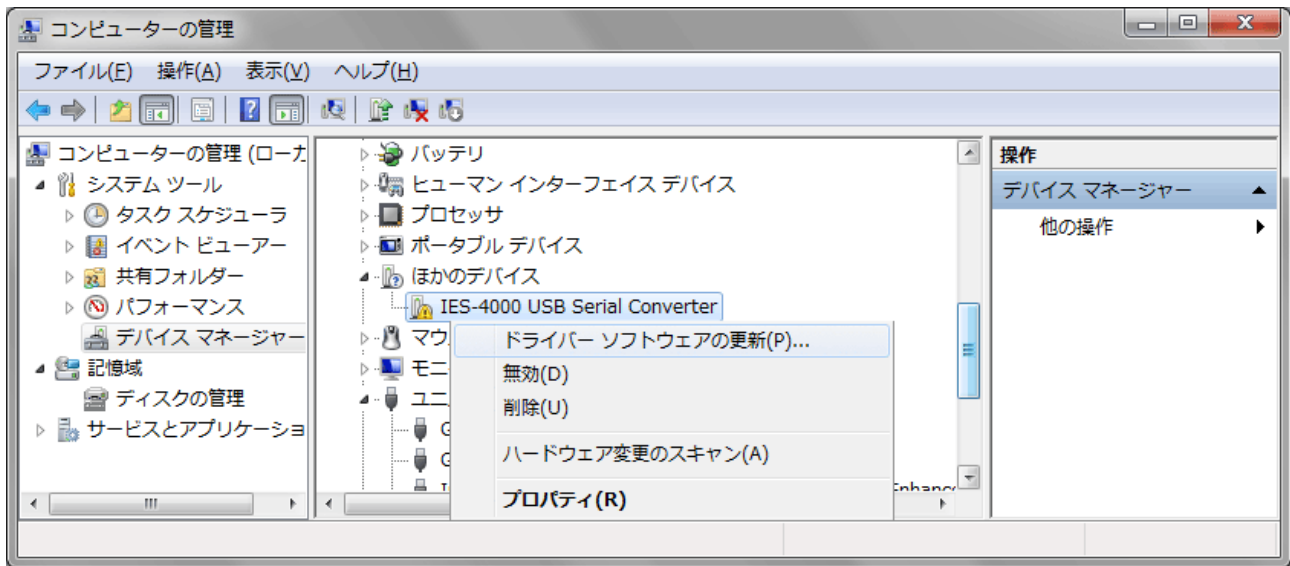 コンピューターの管理
ファイル(F) 操作(A) 表示(V) ヘルプ(H)
コンピューターの管理 (ローカ
システム ツール
タスク スケジューラ
イベント ビューアー
共有フォルダー
パフォーマンス
デバイス マネージャー
記憶域
ディスクの管理
サービスとアプリケーショ
バッテリ
ヒューマン インターフェイス デバイス
プロセッサ
ポータブル デバイス
ほかのデバイス
IES-4000 USB Serial Converter
マウ
モニ
ユニ
ドライバー ソフトウェアの更新(P)...
無効(D)
削除(U)
ハードウェア変更のスキャン(A)
プロパティ(R)
操作
デバイス マネージャー
他の操作